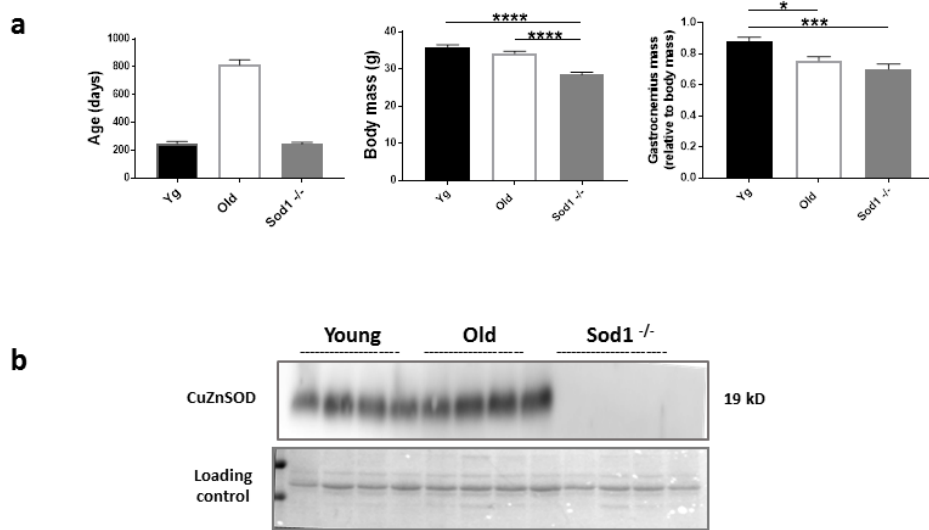 a
1000
800
600
400
200
0
Age (days)
Yg
Old
Sod1 -/-
****
****
40
30
20
10
0
Body mass (g)
Yg
Old
Sod1 -/-
*
***
1.0
0.8
0.6
0.4
0.2
0.0
Gastrocnemius mass
(relative to body mass)
Yg
Old
Sod1 -/-
b
Young Old Sod1 -/-
CuZnSOD 19 kD
Loading
control